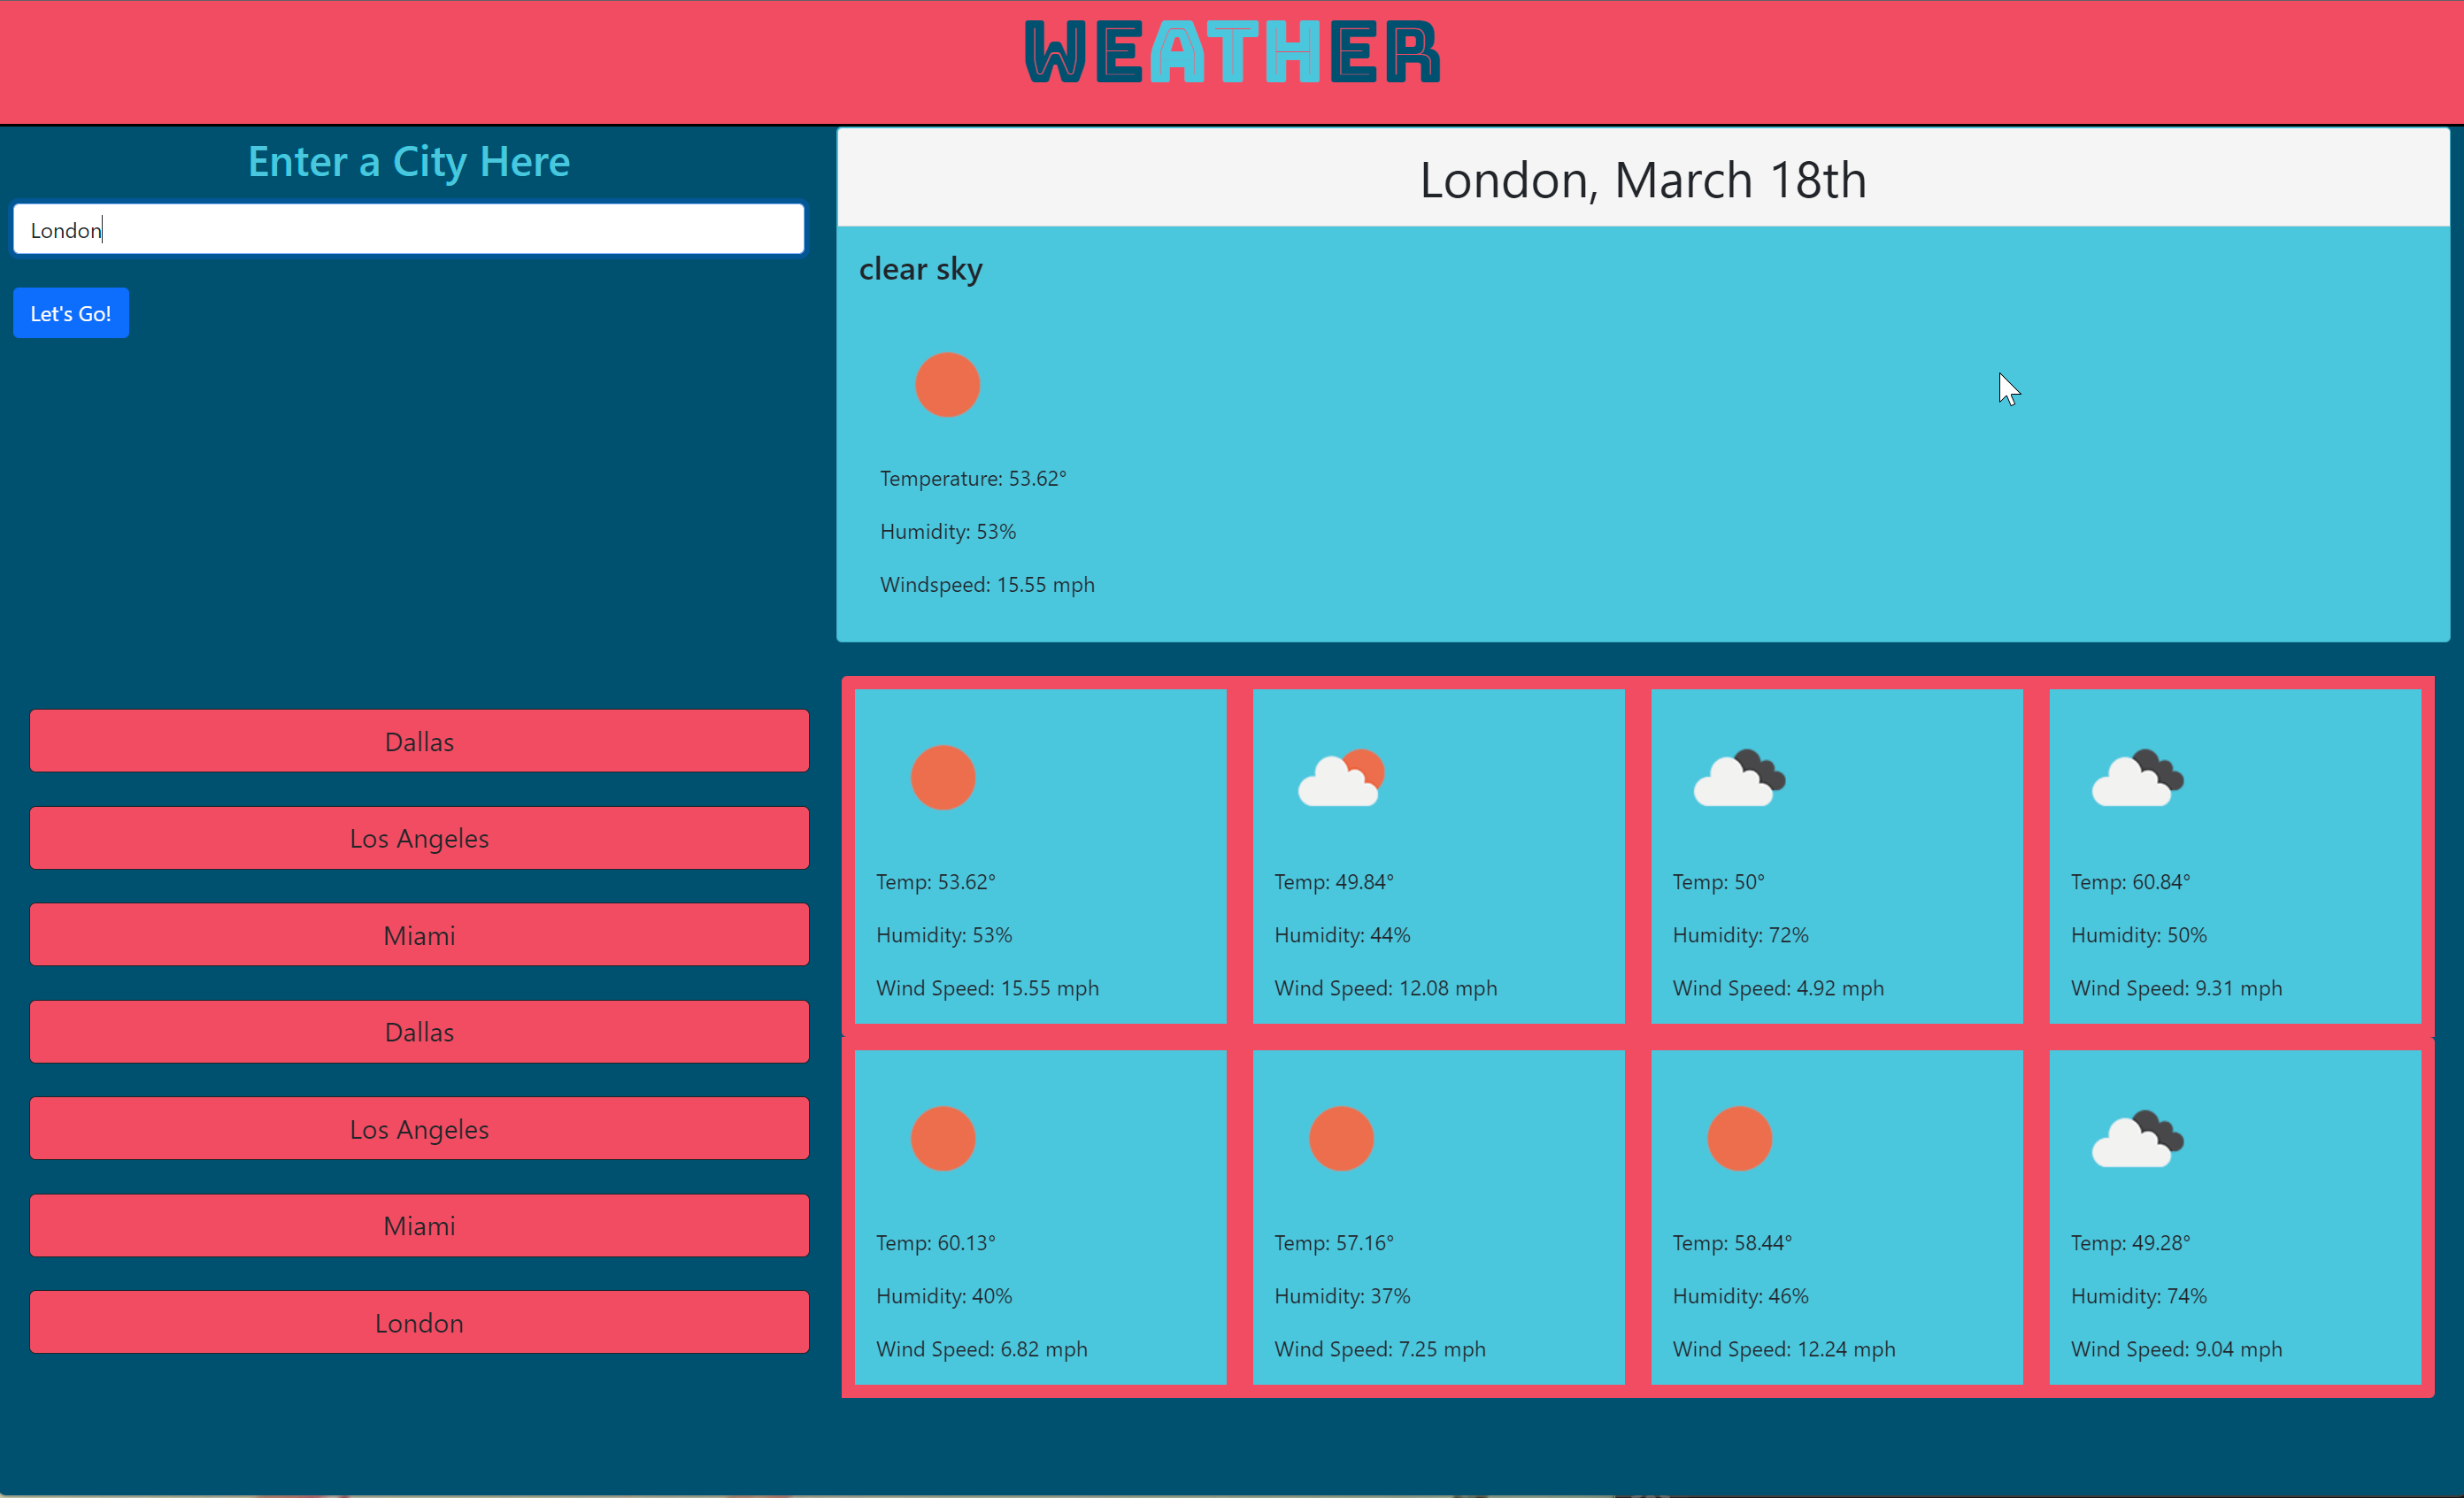 WEATHER
Enter a City Here
London
Let's Go!
Dallas
Los Angeles
Miami
Dallas
Los Angeles
Miami
London
London, March 18th
clear sky
Temperature: 53.62°
Humidity: 53%
Windspeed: 15.55 mph
Temp: 53.62°
Humidity: 53%
Wind Speed: 15.55 mph
Temp: 49.84°
Humidity: 44%
Wind Speed: 12.08 mph
Temp: 50°
Humidity: 72%
Wind Speed: 4.92 mph
Temp: 60.84°
Humidity: 50%
Wind Speed: 9.31 mph
Temp: 60.13°
Humidity: 40%
Wind Speed: 6.82 mph
Temp: 57.16°
Humidity: 37%
Wind Speed: 7.25 mph
Temp: 58.44°
Humidity: 46%
Wind Speed: 12.24 mph
Temp: 49.28°
Humidity: 74%
Wind Speed: 9.04 mph